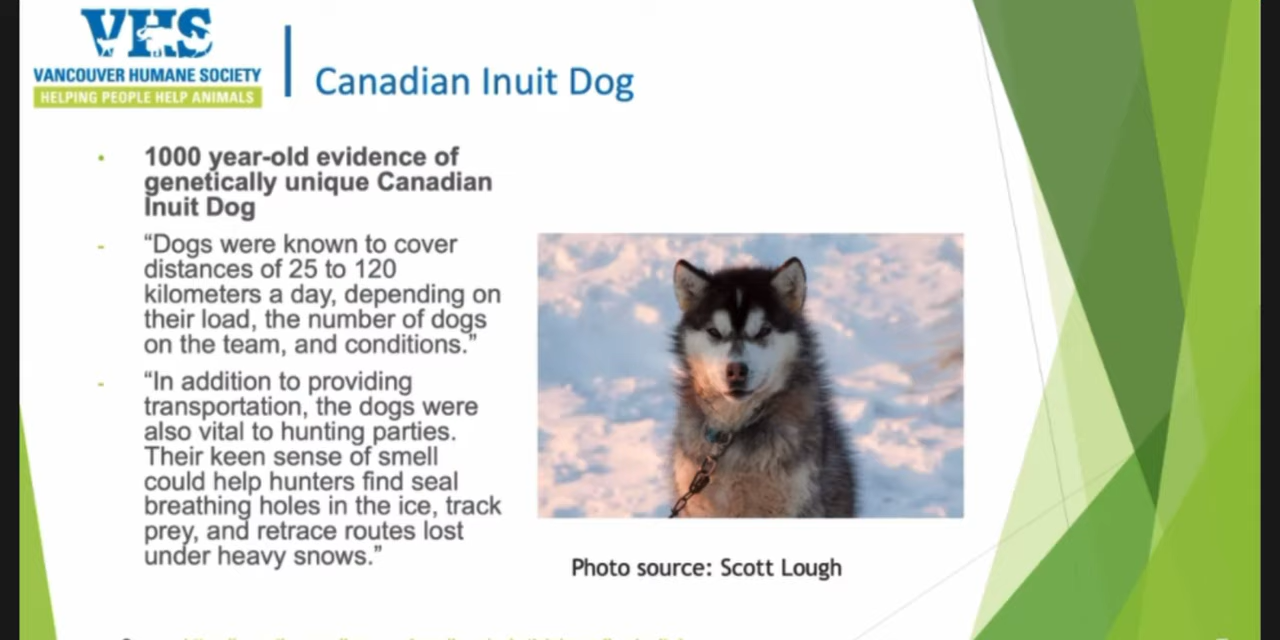 VHS
VANCOUVER HUMANE SOCIETY
HELPING PEOPLE HELP ANIMALS
Canadian Inuit Dog
• 1000 year-old evidence of
genetically unique Canadian
Inuit Dog
- “Dogs were known to cover
distances of 25 to 120
kilometers a day, depending on
their load, the number of dogs
on the team, and conditions.”
- “In addition to providing
transportation, the dogs were
also vital to hunting parties.
Their keen sense of smell
could help hunters find seal
breathing holes in the ice, track
prey, and retrace routes lost
under heavy snows.”
Photo source: Scott Lough